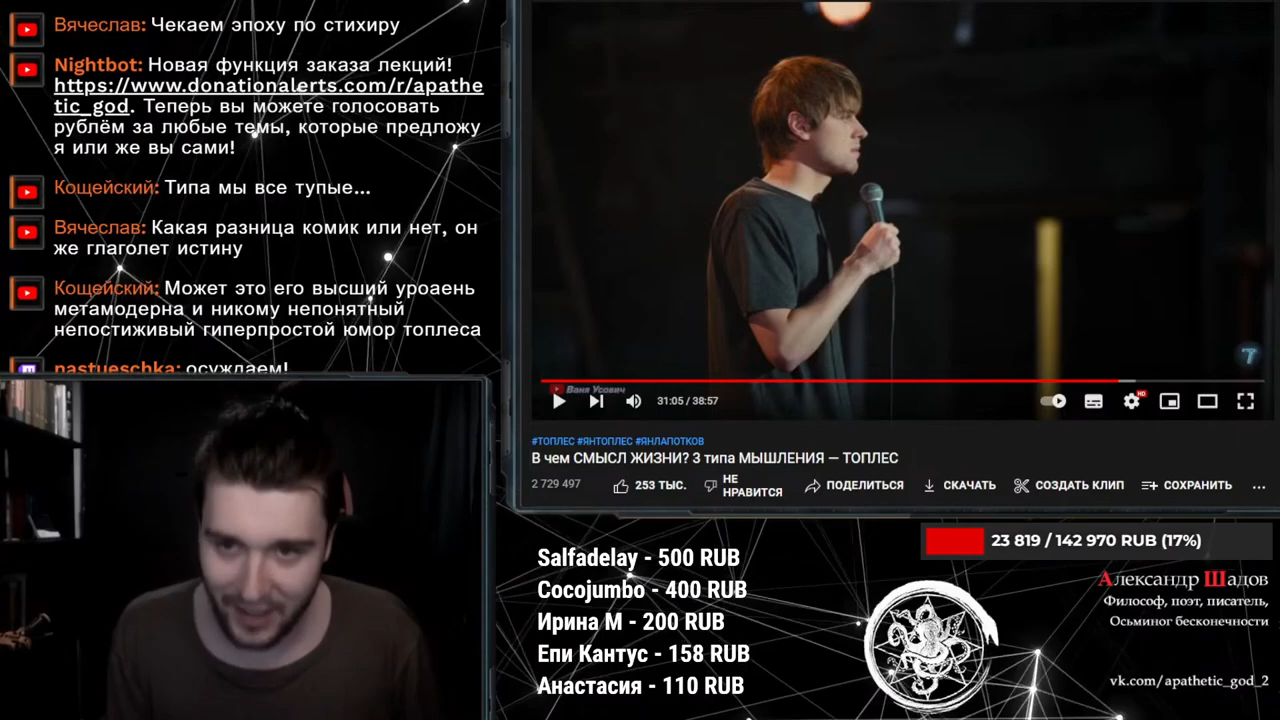 Вячеслав: Чекаем эпоху по стихиру
Nightbot: Новая функция заказа лекций!
https://www.donationalerts.com/r/apathe
tic_god. Теперь вы можете голосовать
рублём за любые темы, которые предложу
я или же вы сами!
Кощейский: Типа мы все тупые...
Вячеслав: Какая разница комик или нет, он
же глаголет истину
Кощейский: Может это его высший уроаень
метамодерна и никому непонятный
непостиживый гиперпростой юмор топлеса
nastueschka: осуждаем!
Ваня Усович
31:05 / 38:57
HD
#ТОПЛЕС #ЯНТОПЛЕС #ЯНЛАПОТКОВ
В чем СМЫСЛ ЖИЗНИ? 3 типа МЫШЛЕНИЯ — ТОПЛЕС
2 729 497
253 ТЫС.
НЕ
НРАВИТСЯ
ПОДЕЛИТЬСЯ
СКАЧАТЬ
СОЗДАТЬ КЛИП
СОХРАНИТЬ
Salfadelay - 500 RUB
Cocojumbo - 400 RUB
Ирина М - 200 RUB
Епи Кантус - 158 RUB
Анастасия - 110 RUB
23 819 / 142 970 RUB (17%)
Александр Шадов
Философ, поэт, писатель,
Осьминог бесконечности
vk.com/apathetic_god_2